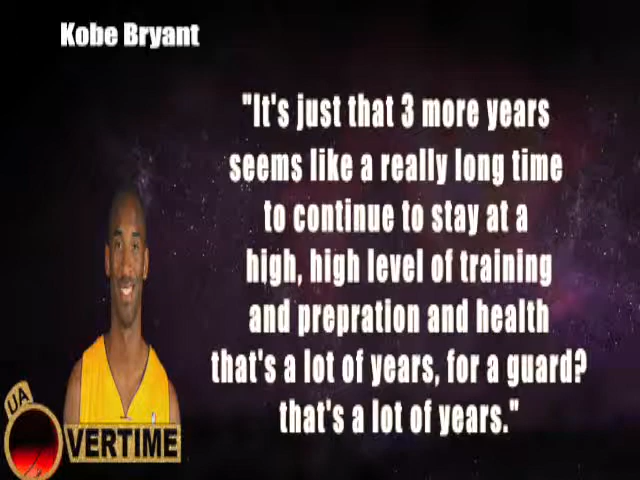 Kobe Bryant
"It's just that 3 more years
seems like a really long time
to continue to stay at a
high, high level of training
and prepration and health
that's a lot of years, for a guard?
that's a lot of years."
UA
VERTIME